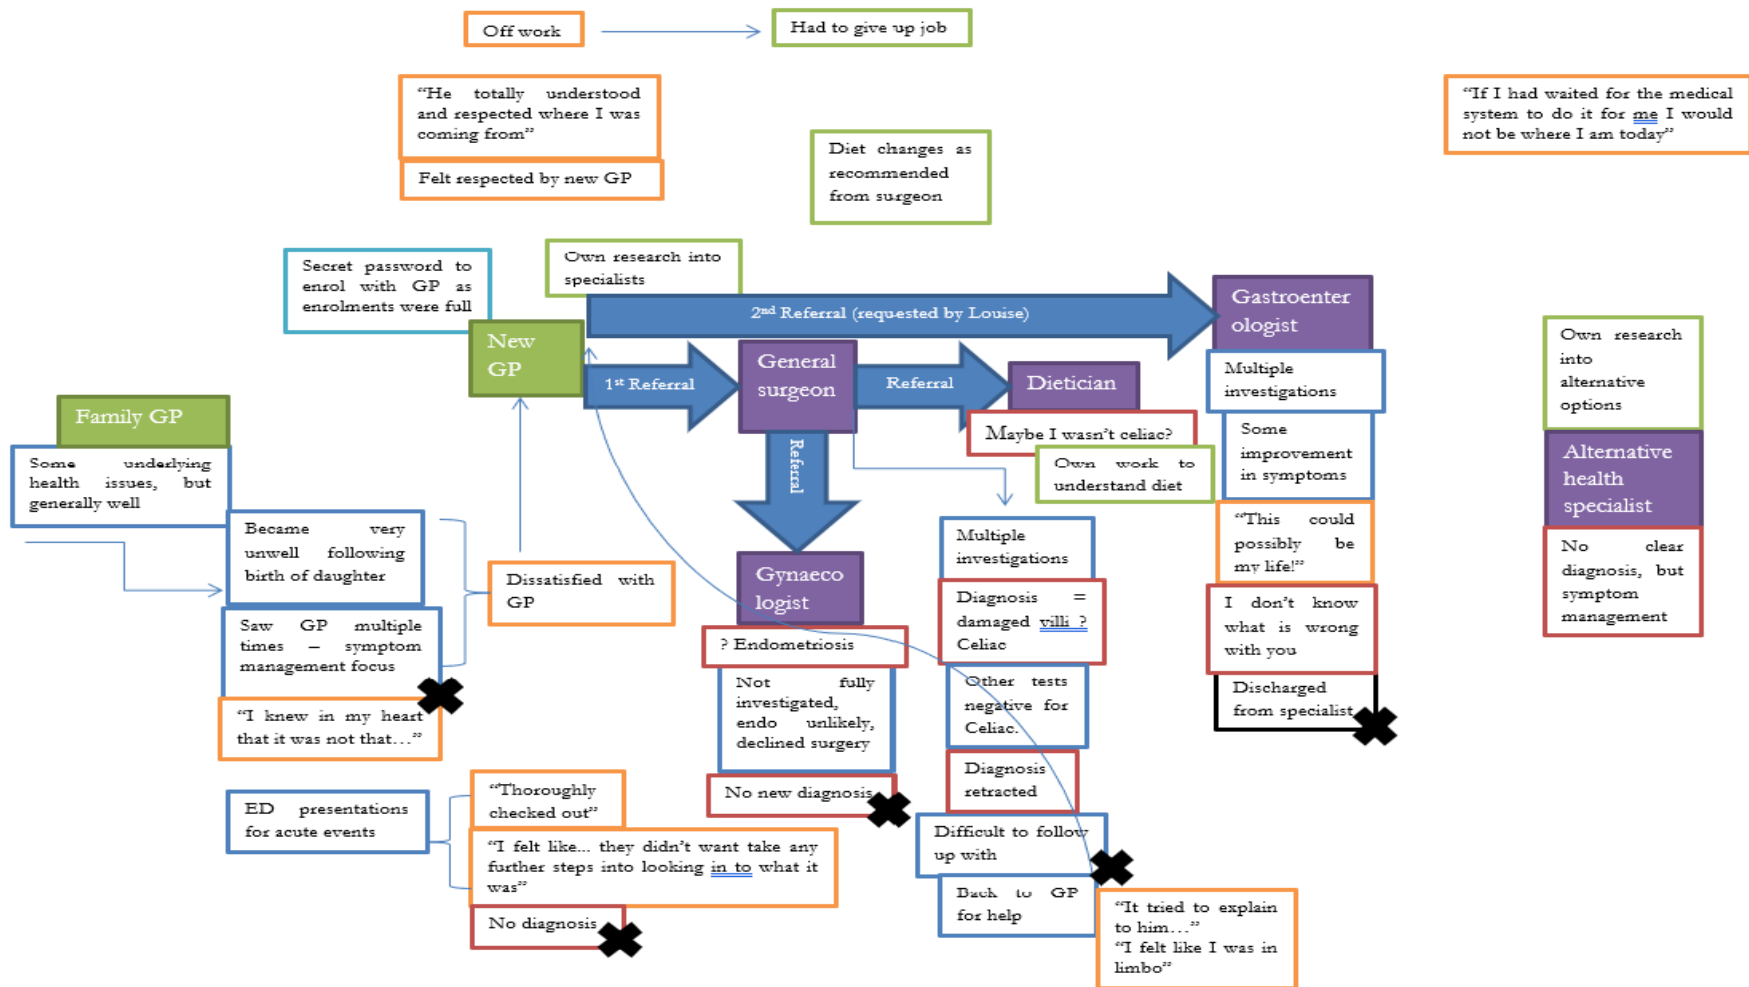 Off work
Had to give up job
“He totally understood
and respected where I was
coming from”
Felt respected by new GP
“If I had waited for the medical
system to do it for me I would
not be where I am today”
Diet changes as
recommended
from surgeon
Secret password to
enrol with GP as
enrolments were full
Own research into
specialists
2nd Referral (requested by Louise)
Gastroenter
ologist
New
GP
1st Referral
General
surgeon
Referral
Dietician
Referral
Multiple
investigations
Some
improvement
in symptoms
“This could
possibly be
my life!”
I don’t know
what is wrong
with you
Discharged
from specialist
Own research
into
alternative
options
Alternative
health
specialist
No clear
diagnosis, but
symptom
management
Maybe I wasn’t celiac?
Own work to
understand diet
Family GP
Some underlying
health issues, but
generally well
Became very
unwell following
birth of daughter
Saw GP multiple
times – symptom
management focus
“I knew in my heart
that it was not that…”
Dissatisfied with
GP
Gynaeco
logist
? Endometriosis
Not fully
investigated,
endo unlikely,
declined surgery
No new diagnosis
Multiple
investigations
Diagnosis =
damaged villi ?
Celiac
Other tests
negative for
Celiac.
Diagnosis
retracted
Difficult to follow
up with
Back to GP
for help
“It tried to explain
to him…”
“I felt like I was in
limbo”
ED presentations
for acute events
“Thoroughly
checked out”
“I felt like... they didn’t want take any
further steps into looking in to what it
was”
No diagnosis